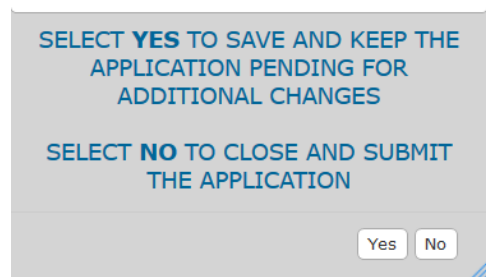 SELECT YES TO SAVE AND KEEP THE
APPLICATION PENDING FOR
ADDITIONAL CHANGES
SELECT NO TO CLOSE AND SUBMIT
THE APPLICATION
Yes No